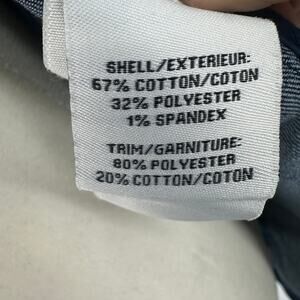 SHELL/EXTERIEUR:
67% COTTON/COTON
32% POLYESTER
1% SPANDEX
TRIM/GARNITURE:
80% POLYESTER
20% COTTON/COTON